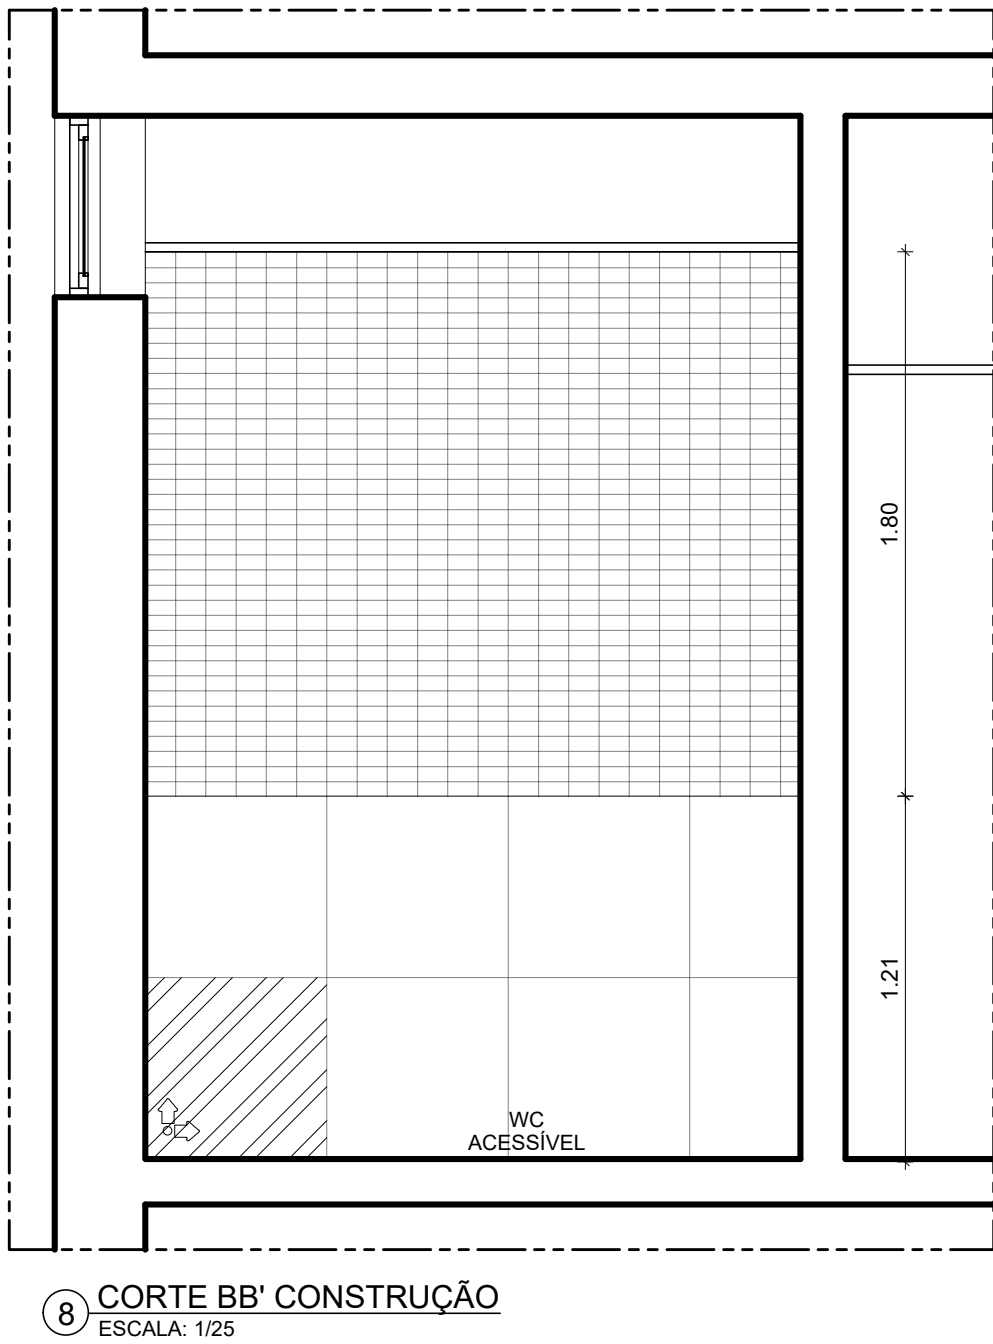 1.80
1.21
WC
ACESSÍVEL
8
CORTE BB' CONSTRUÇÃO
ESCALA: 1/25